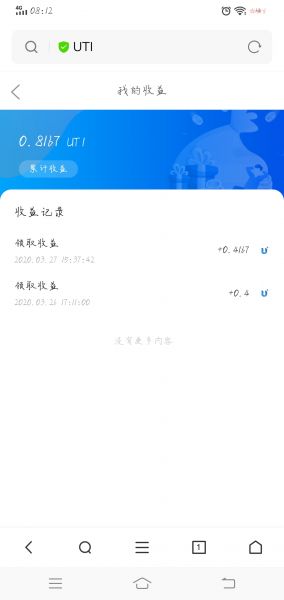 4G 08:12
UTI
我的收益
0.8167 UTI
累计收益
收益记录
领取收益
+0.4167
2020.03.27 15:37:42
领取收益
+0.4
2020.03.26 17:11:00
没有更多内容
1